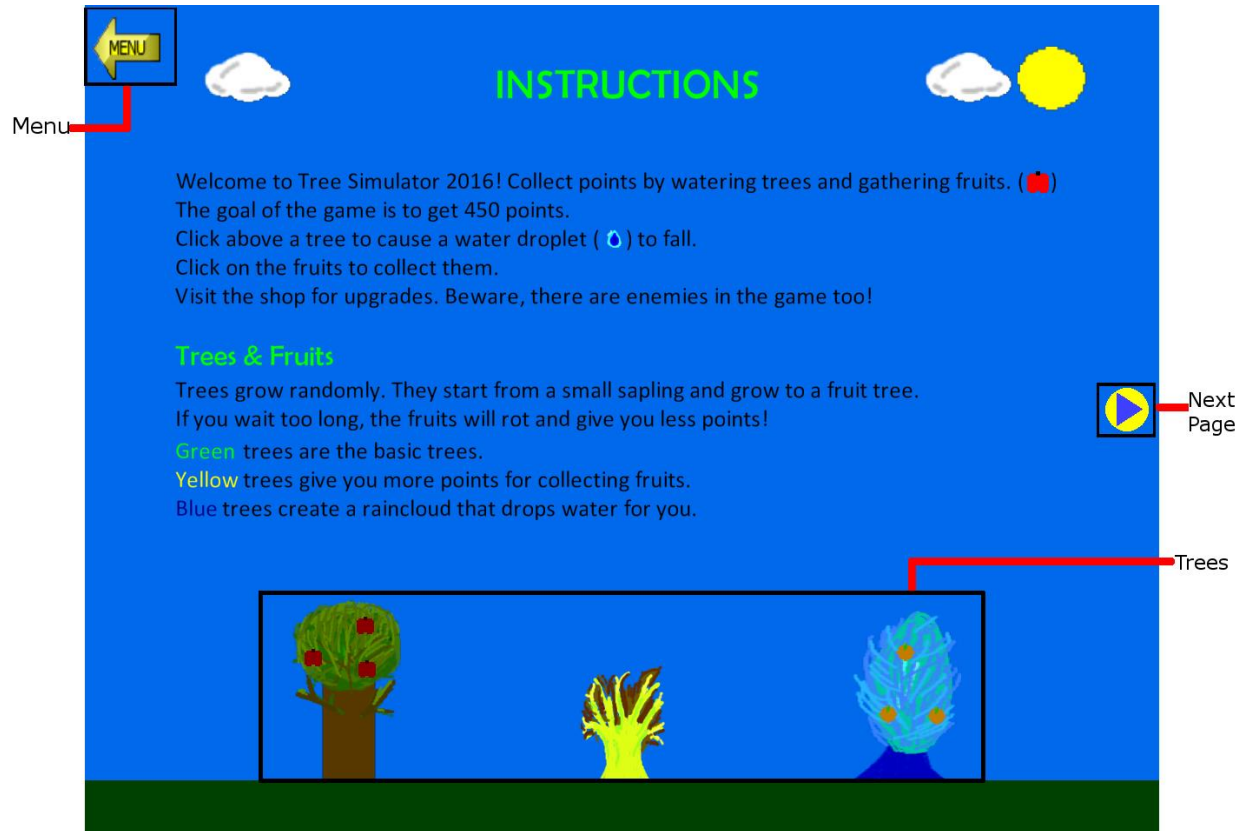 MENU
INSTRUCTIONS
Menu
Welcome to Tree Simulator 2016! Collect points by watering trees and gathering fruits. ( )
The goal of the game is to get 450 points.
Click above a tree to cause a water droplet ( ) to fall.
Click on the fruits to collect them.
Visit the shop for upgrades. Beware, there are enemies in the game too!
Trees & Fruits
Trees grow randomly. They start from a small sapling and grow to a fruit tree.
If you wait too long, the fruits will rot and give you less points!
Next
Page
Green trees are the basic trees.
Yellow trees give you more points for collecting fruits.
Blue trees create a raincloud that drops water for you.
Trees